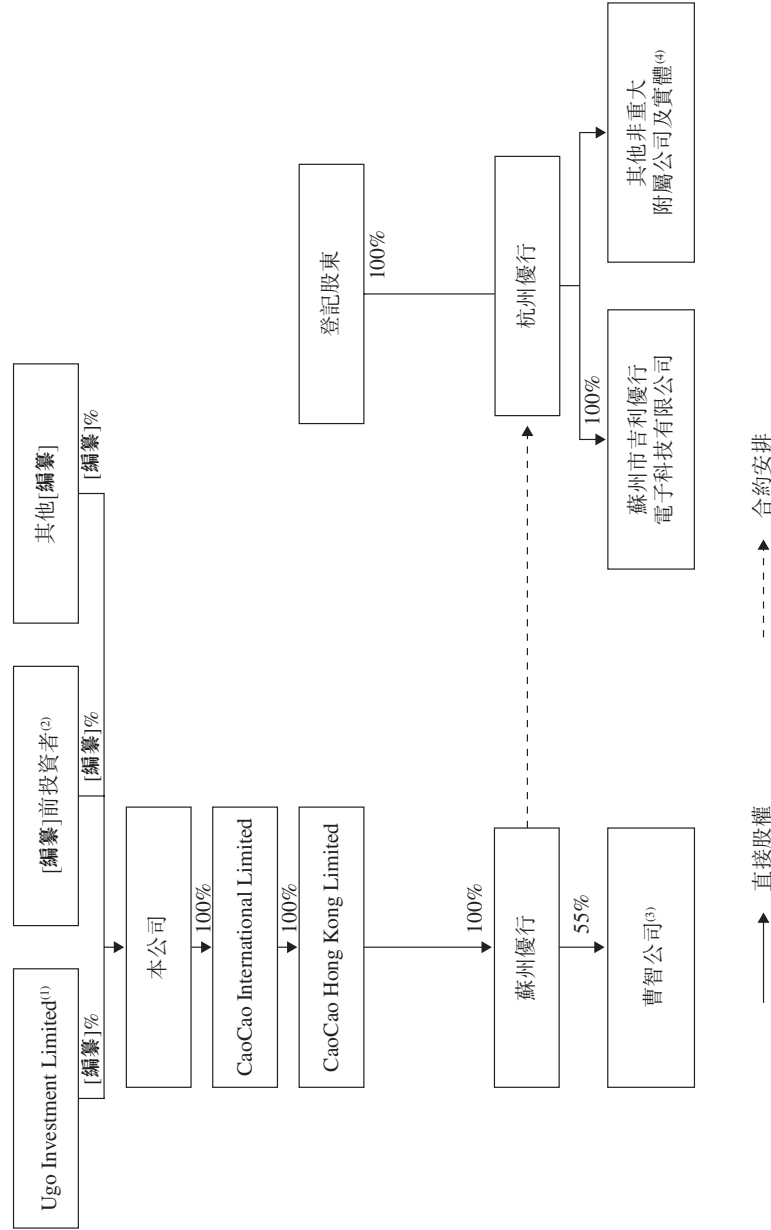 Ugo Investment Limited(1)
[編纂]前投資者(2)
其他[編纂]
[編纂]%
[編纂]%
[編纂]%
本公司
100%
CaoCao International Limited
100%
CaoCao Hong Kong Limited
登記股東
100%
100%
蘇州優行
杭州優行
55%
100%
曹智公司(3)
蘇州市吉利優行
電子科技有限公司
其他非重大
附屬公司及實體(4)
直接股權
合約安排